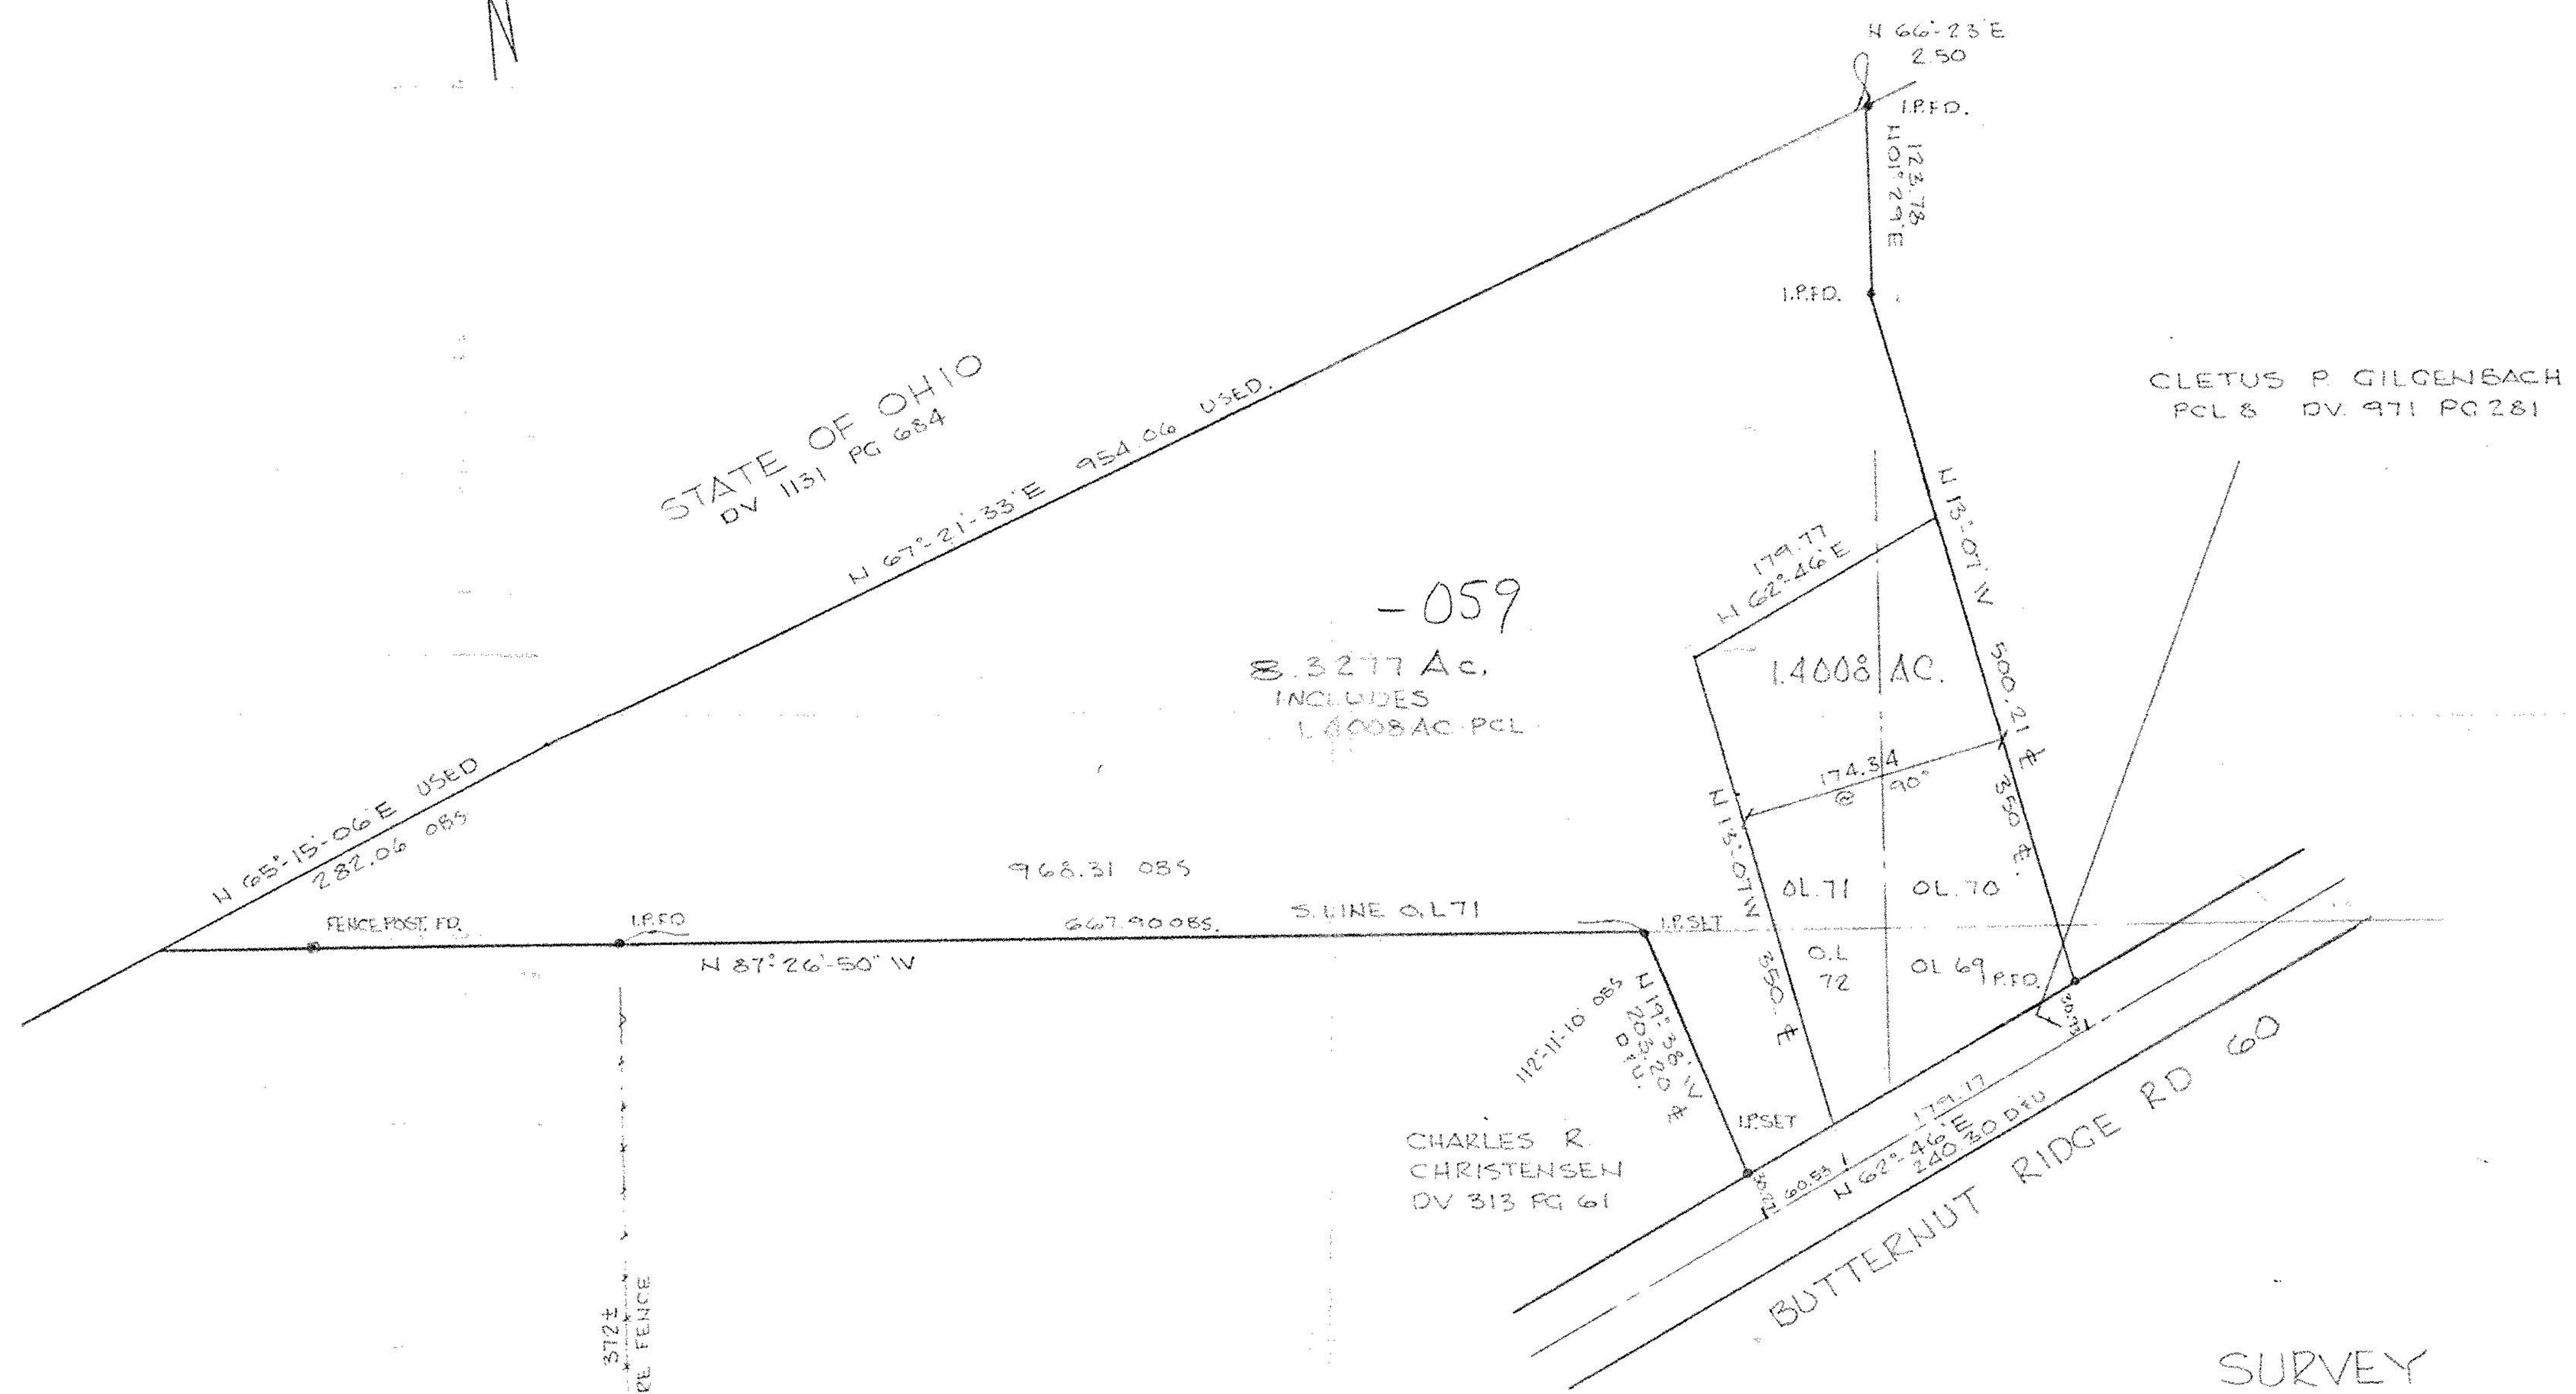 N
N 66°-23'E
2.50
I.P.FD.
123.78
N 01°29'E
I.P.FD.
CLETUS P. GILGENBACH
PCL 8 DV. 971 PG 281
STATE OF OHIO
DV 1131 PG 684
N 67°-21'-33'E 954.06 USED.
N 13°-07' W 500.21 ₵
179.77
N 62°-46'E
-059
8.3277 Ac.
INCLUDES
1.4008 AC. PCL
1.4008 AC.
174.34
@ 90°
350 ₵.
N 65°-15'-06'E USED
282.06 OBS
968.31 OBS
FENCE POST. FD.
I.P.FD
667.90 OBS.
S. LINE O.L 71
I.P.SET
N 87°26'-50" W
N 13°-07'W
350. ₵
OL.71
OL.70
O.L
72
OL 69
I.P.FD.
112°-11'-10" OBS
N 19°-38' W
203.20 ₵
D & U.
I.P.SET
CHARLES R.
CHRISTENSEN
DV 313 PG 61
60.53
179.17
N 62°-46'E
240.30 D&U
BUTTERNUT RIDGE RD 60
372±
RE FENCE
SURVEY